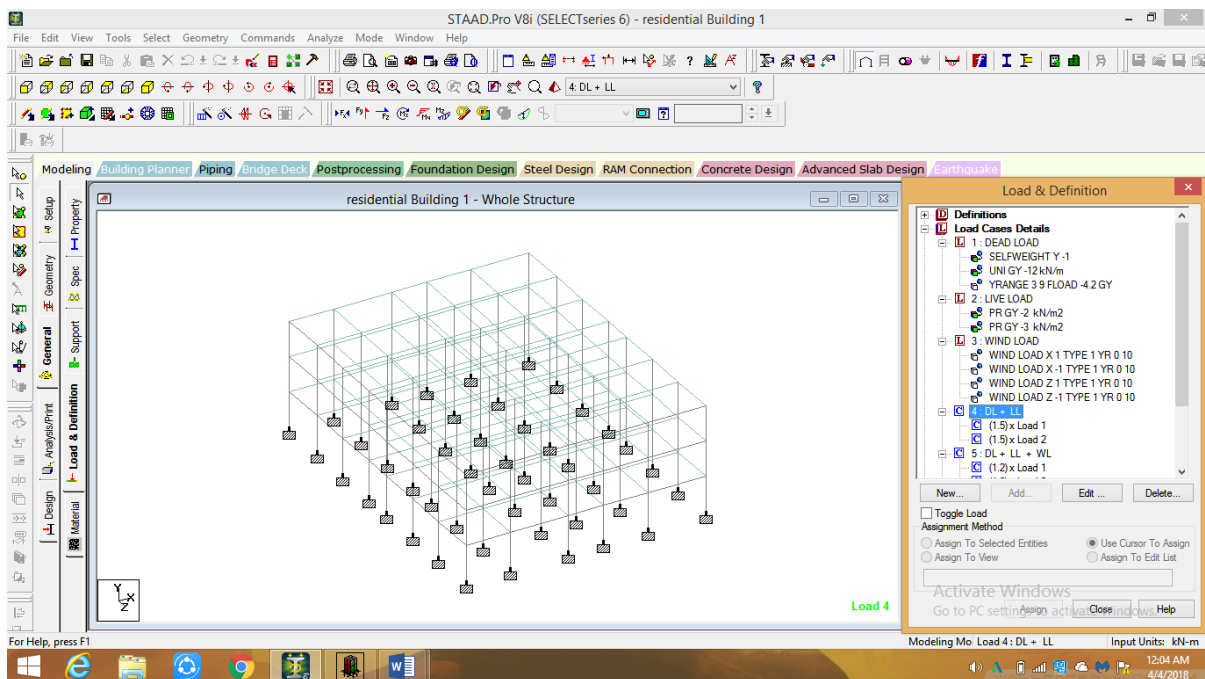 STAAD.Pro V8i (SELECTseries 6) - residential Building 1
File Edit View Tools Select Geometry Commands Analyze Mode Window Help
4: DL + LL
Modeling Building Planner Piping Bridge Deck Postprocessing Foundation Design Steel Design RAM Connection Concrete Design Advanced Slab Design Earthquake
Setup
Geometry
General
Analysis/Print
Design
Property
Spec
Support
Load & Definition
Material
residential Building 1 - Whole Structure
Y
X
Z
Load 4
Load & Definition
Definitions
Load Cases Details
1 : DEAD LOAD
SELFWEIGHT Y -1
UNI GY -12 kN/m
YRANGE 3 9 FLOAD -4.2 GY
2 : LIVE LOAD
PR GY -2 kN/m2
PR GY -3 kN/m2
3 : WIND LOAD
WIND LOAD X 1 TYPE 1 YR 0 10
WIND LOAD X -1 TYPE 1 YR 0 10
WIND LOAD Z 1 TYPE 1 YR 0 10
WIND LOAD Z -1 TYPE 1 YR 0 10
4 : DL + LL
(1.5) x Load 1
(1.5) x Load 2
5 : DL + LL + WL
(1.2) x Load 1
New... Add... Edit ... Delete...
Toggle Load
Assignment Method
Assign To Selected Entities Use Cursor To Assign
Assign To View Assign To Edit List
Activate Windows
Go to PC settings to activate Windows.
Assign Close Help
For Help, press F1
Modeling Mo Load 4 : DL + LL Input Units: kN-m
12:04 AM
4/4/2018